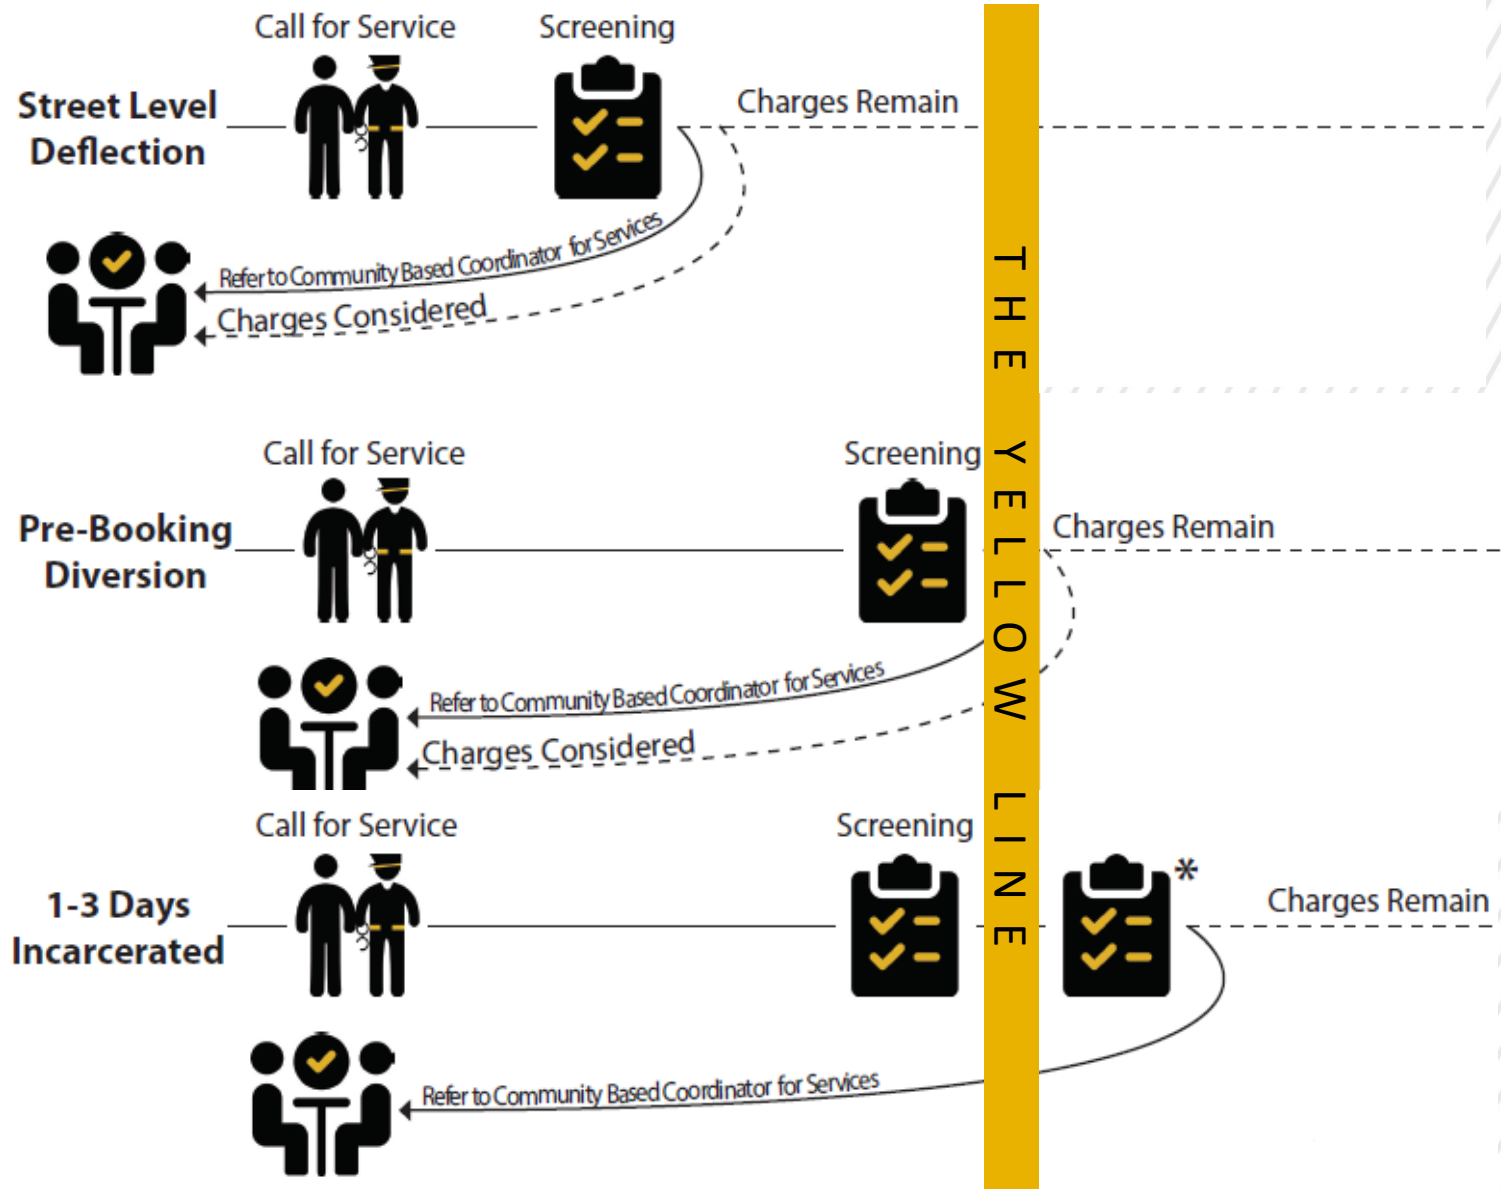 Call for Service
Screening
Street Level
Deflection
Charges Remain
Refer to Community Based Coordinator for Services
Charges Considered
THE YELLOW LINE
Call for Service
Screening
Pre-Booking
Diversion
Charges Remain
Refer to Community Based Coordinator for Services
Charges Considered
Call for Service
Screening
*
1-3 Days
Incarcerated
Charges Remain
Refer to Community Based Coordinator for Services